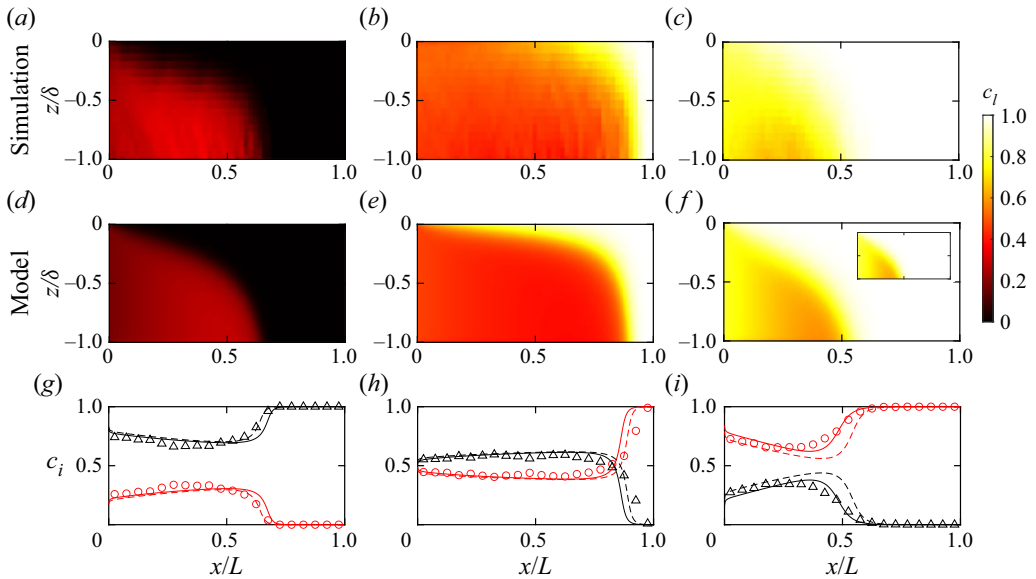 (a) (b) (c)
Simulation
z/δ
0 0 0
–0.5 –0.5 –0.5
–1.0 –1.0 –1.0
0 0.5 1.0 0 0.5 1.0 0 0.5 1.0
c_l
1.0
0.8
0.6
0.4
0.2
0
(d) (e) (f)
Model
z/δ
0 0 0
–0.5 –0.5 –0.5
–1.0 –1.0 –1.0
0 0.5 1.0 0 0.5 1.0 0 0.5 1.0
(g) (h) (i)
c_i
1.0 1.0 1.0
0.5 0.5 0.5
0 0.5 1.0 0 0.5 1.0 0 0.5 1.0
x/L x/L x/L